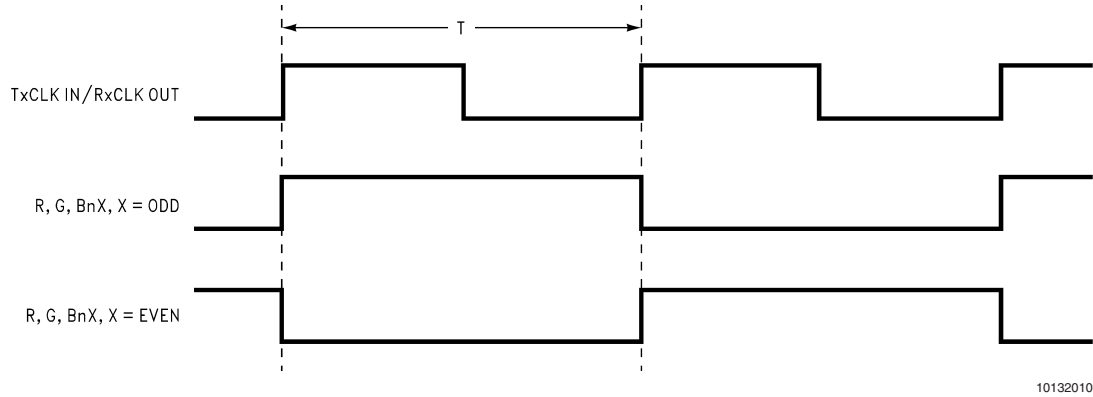 T
TxCLK IN/RxCLK OUT
R, G, BnX, X = ODD
R, G, BnX, X = EVEN
10132010